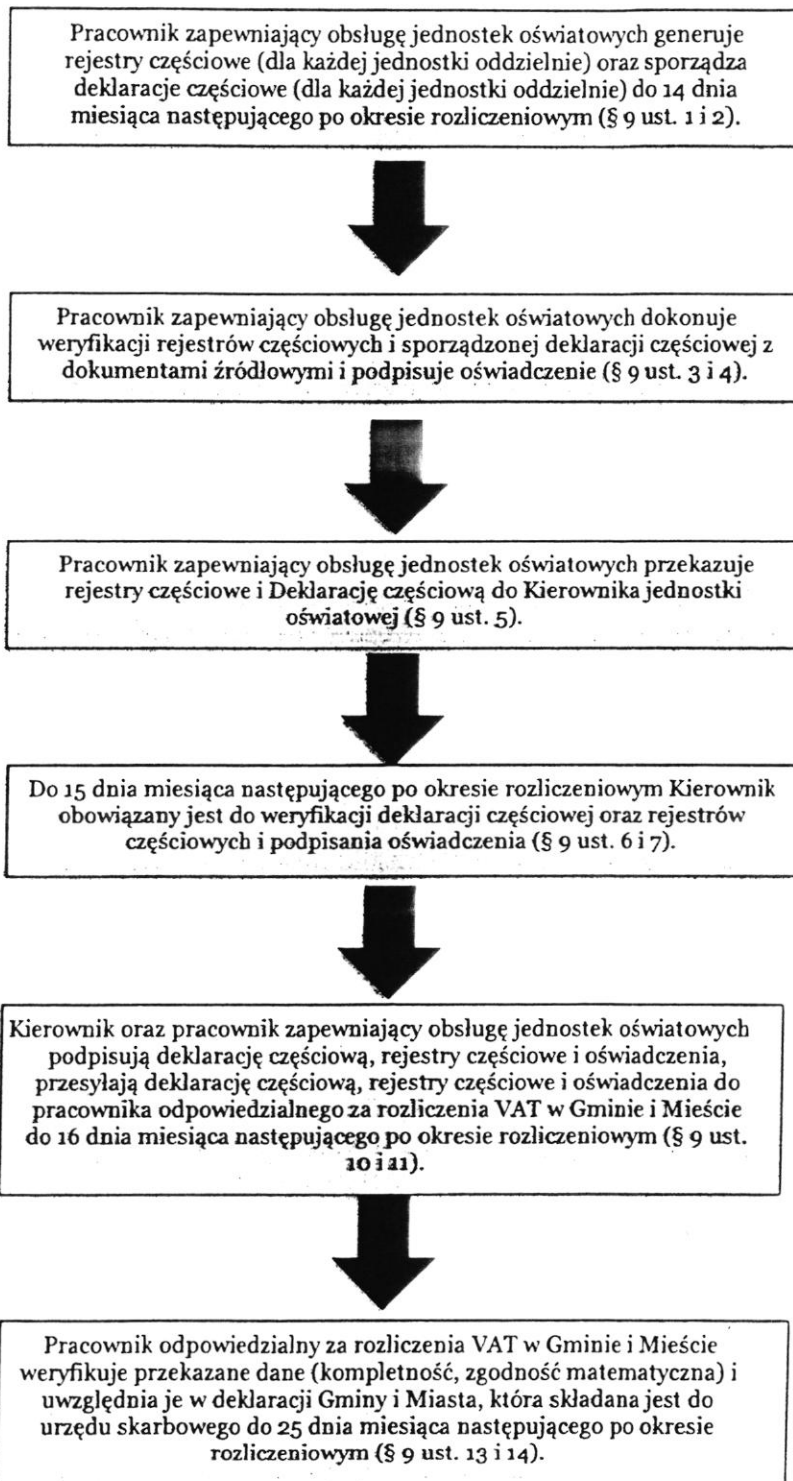 Pracownik zapewniający obsługę jednostek oświatowych generuje
rejestry częściowe (dla każdej jednostki oddzielnie) oraz sporządza
deklaracje częściowe (dla każdej jednostki oddzielnie) do 14 dnia
miesiąca następującego po okresie rozliczeniowym (§ 9 ust. 1 i 2).
Pracownik zapewniający obsługę jednostek oświatowych dokonuje
weryfikacji rejestrów częściowych i sporządzonej deklaracji częściowej z
dokumentami źródłowymi i podpisuje oświadczenie (§ 9 ust. 3 i 4).
Pracownik zapewniający obsługę jednostek oświatowych przekazuje
rejestry częściowe i Deklarację częściową do Kierownika jednostki
oświatowej (§ 9 ust. 5).
Do 15 dnia miesiąca następującego po okresie rozliczeniowym Kierownik
obowiązany jest do weryfikacji deklaracji częściowej oraz rejestrów
częściowych i podpisania oświadczenia (§ 9 ust. 6 i 7).
Kierownik oraz pracownik zapewniający obsługę jednostek oświatowych
podpisują deklarację częściową, rejestry częściowe i oświadczenia,
przesyłają deklarację częściową, rejestry częściowe i oświadczenia do
pracownika odpowiedzialnego za rozliczenia VAT w Gminie i Mieście
do 16 dnia miesiąca następującego po okresie rozliczeniowym (§ 9 ust.
10 i 11).
Pracownik odpowiedzialny za rozliczenia VAT w Gminie i Mieście
weryfikuje przekazane dane (kompletność, zgodność matematyczna) i
uwzględnia je w deklaracji Gminy i Miasta, która składana jest do
urzędu skarbowego do 25 dnia miesiąca następującego po okresie
rozliczeniowym (§ 9 ust. 13 i 14).